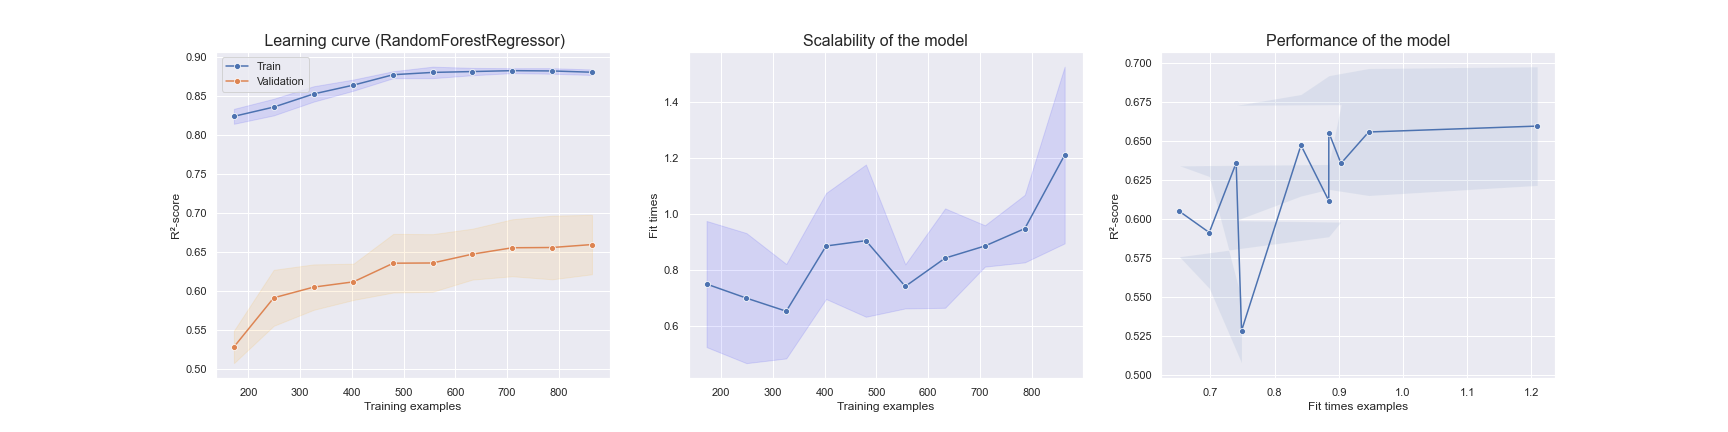 Learning curve (RandomForestRegressor)
Train
Validation
0.90
0.85
0.80
0.75
0.70
0.65
0.60
0.55
0.50
R²-score
200 300 400 500 600 700 800
Training examples
Scalability of the model
1.4
1.2
1.0
0.8
0.6
Fit times
200 300 400 500 600 700 800
Training examples
Performance of the model
0.700
0.675
0.650
0.625
0.600
0.575
0.550
0.525
0.500
R²-score
0.7 0.8 0.9 1.0 1.1 1.2
Fit times examples